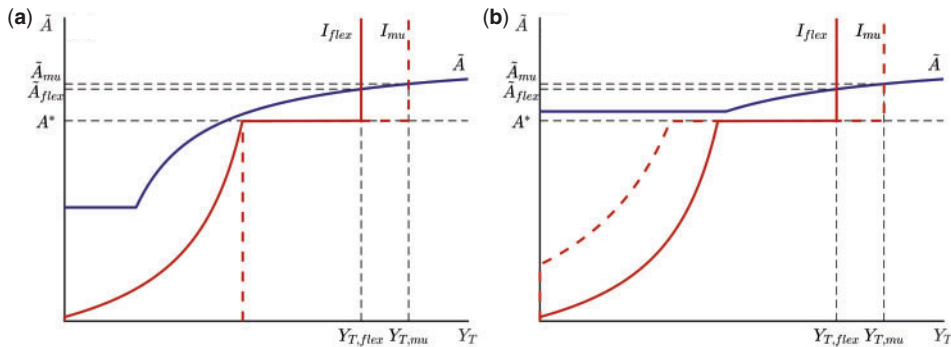 (a)
Ã
I_flex I_mu
Ã
Ã_mu
Ã_flex
A*
Y_T,flex Y_T,mu Y_T
(b)
Ã
I_flex I_mu
Ã
Ã_mu
Ã_flex
A*
Y_T,flex Y_T,mu Y_T